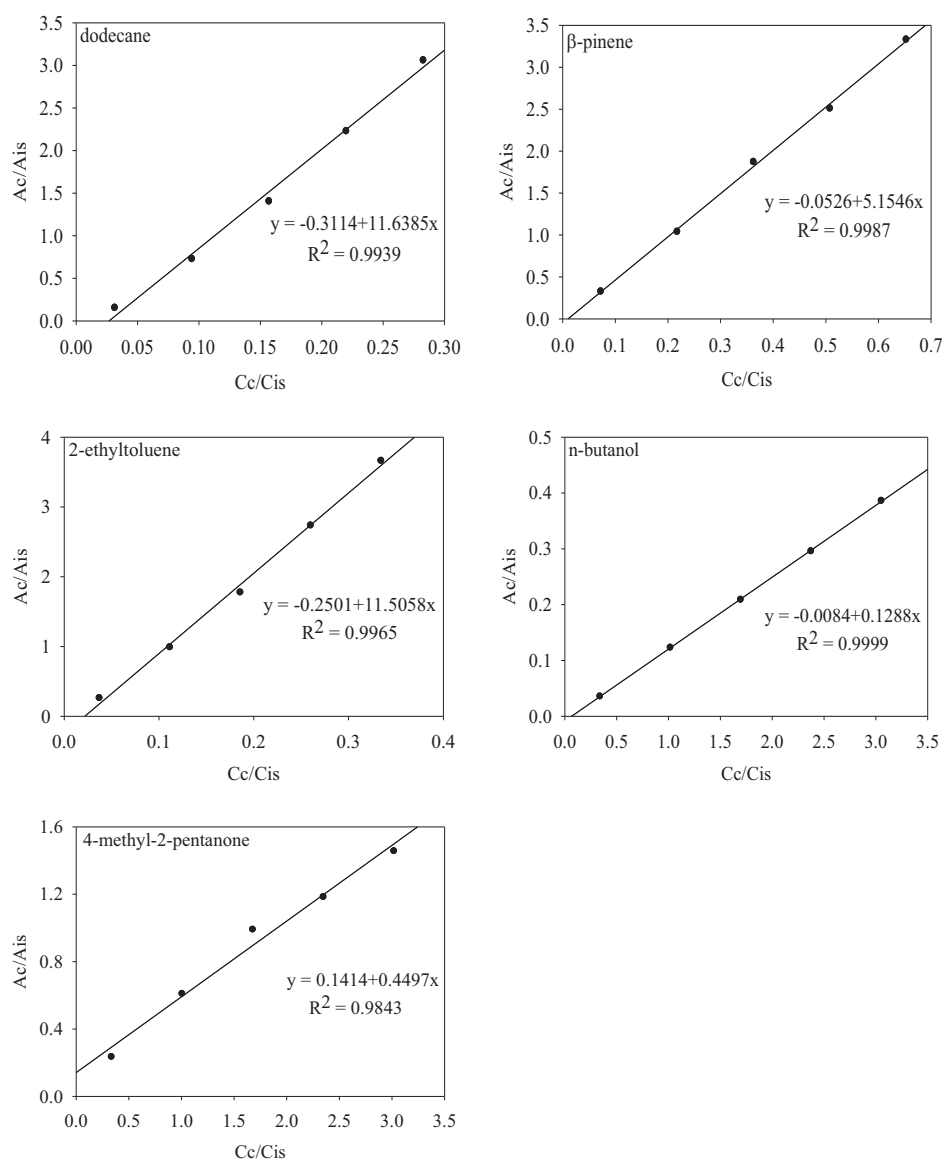 dodecane
3.5
3.0
2.5
2.0
1.5
1.0
0.5
0.0
Ac/Ais
y = -0.3114+11.6385x
R2 = 0.9939
0.00 0.05 0.10 0.15 0.20 0.25 0.30
Cc/Cis
β-pinene
3.5
3.0
2.5
2.0
1.5
1.0
0.5
0.0
Ac/Ais
y = -0.0526+5.1546x
R2 = 0.9987
0.0 0.1 0.2 0.3 0.4 0.5 0.6 0.7
Cc/Cis
2-ethyltoluene
4
3
2
1
0
Ac/Ais
y = -0.2501+11.5058x
R2 = 0.9965
0.0 0.1 0.2 0.3 0.4
Cc/Cis
n-butanol
0.5
0.4
0.3
0.2
0.1
0.0
Ac/Ais
y = -0.0084+0.1288x
R2 = 0.9999
0.0 0.5 1.0 1.5 2.0 2.5 3.0 3.5
Cc/Cis
4-methyl-2-pentanone
1.6
1.2
0.8
0.4
0.0
Ac/Ais
y = 0.1414+0.4497x
R2 = 0.9843
0.0 0.5 1.0 1.5 2.0 2.5 3.0 3.5
Cc/Cis